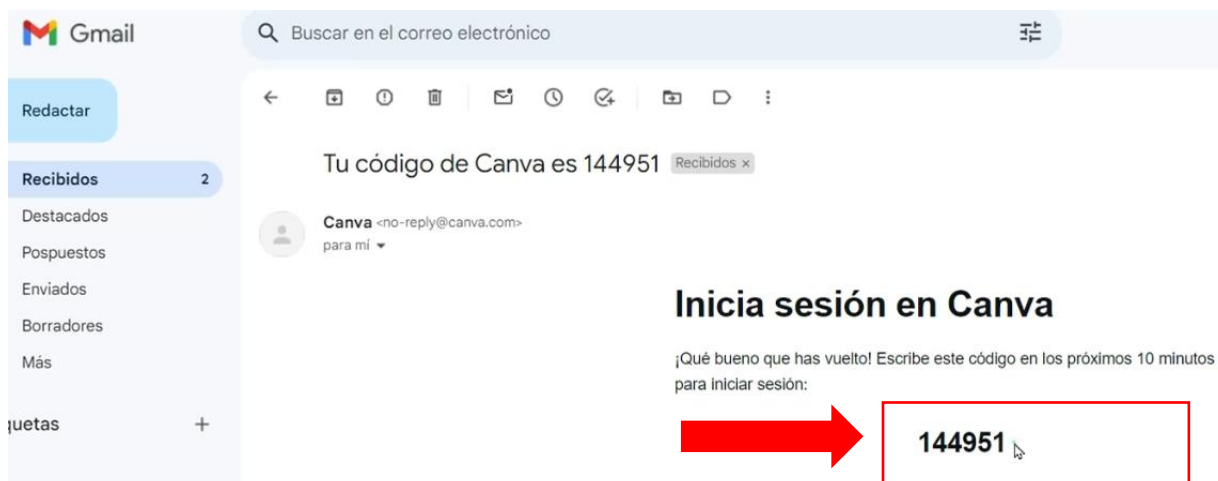 Gmail
Buscar en el correo electrónico
Redactar
Recibidos 2
Destacados
Pospuestos
Enviados
Borradores
Más
quetas +
Tu código de Canva es 144951 Recibidos ×
Canva <no-reply@canva.com>
para mí
Inicia sesión en Canva
¡Qué bueno que has vuelto! Escribe este código en los próximos 10 minutos
para iniciar sesión:
144951